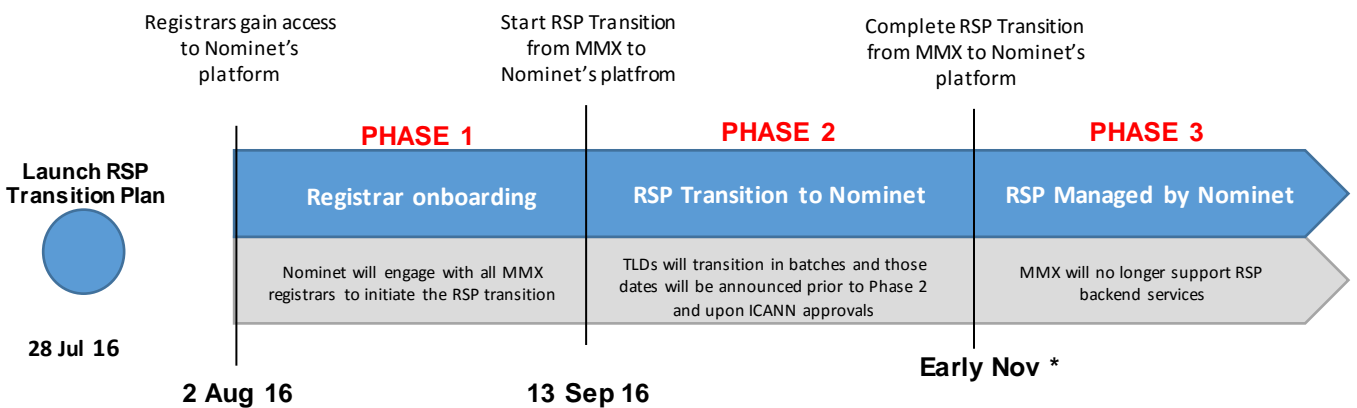 Registrars gain access
to Nominet's
platform
Start RSP Transition
from MMX to
Nominet's platfrom
Complete RSP Transition
from MMX to Nominet's
platform
PHASE 1
PHASE 2
PHASE 3
Launch RSP
Transition Plan
Registrar onboarding
RSP Transition to Nominet
RSP Managed by Nominet
Nominet will engage with all MMX
registrars to initiate the RSP transition
TLDs will transition in batches and those
dates will be announced prior to Phase 2
and upon ICANN approvals
MMX will no longer support RSP
backend services
28 Jul 16
2 Aug 16
13 Sep 16
Early Nov *